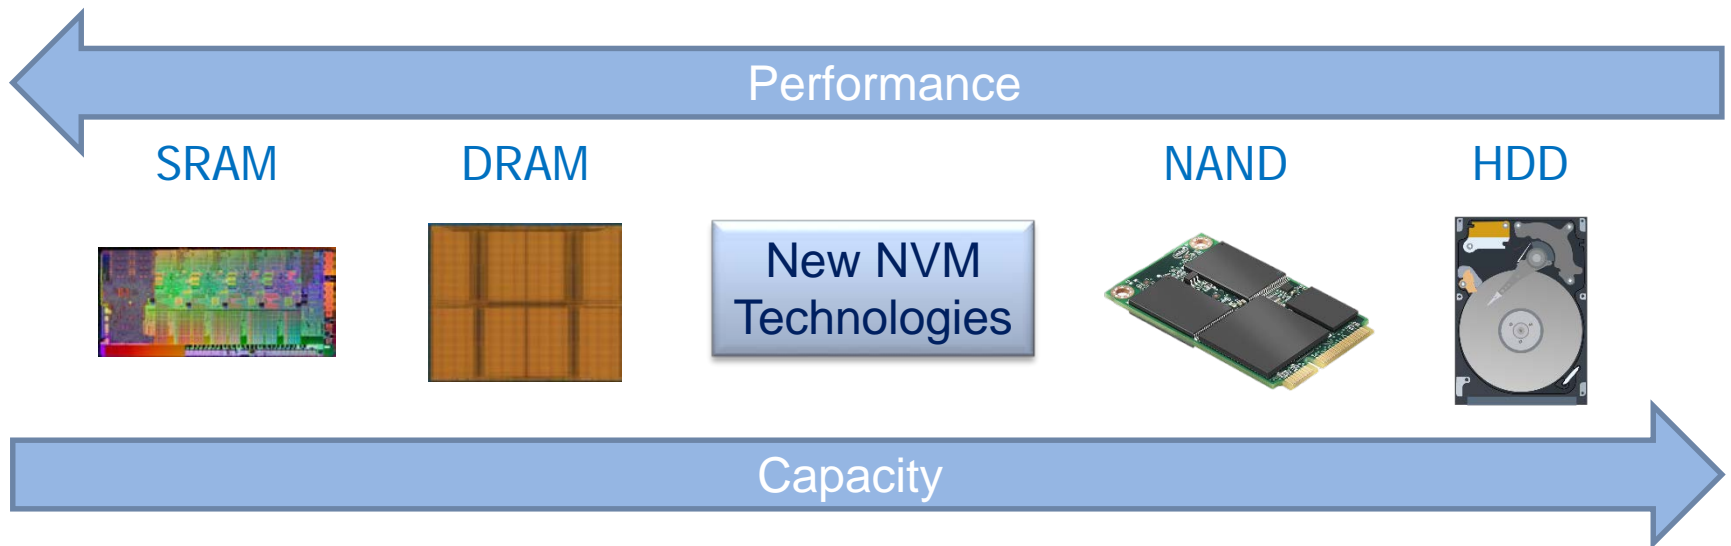 Performance
SRAM
DRAM
NAND
HDD
New NVM
Technologies
Capacity